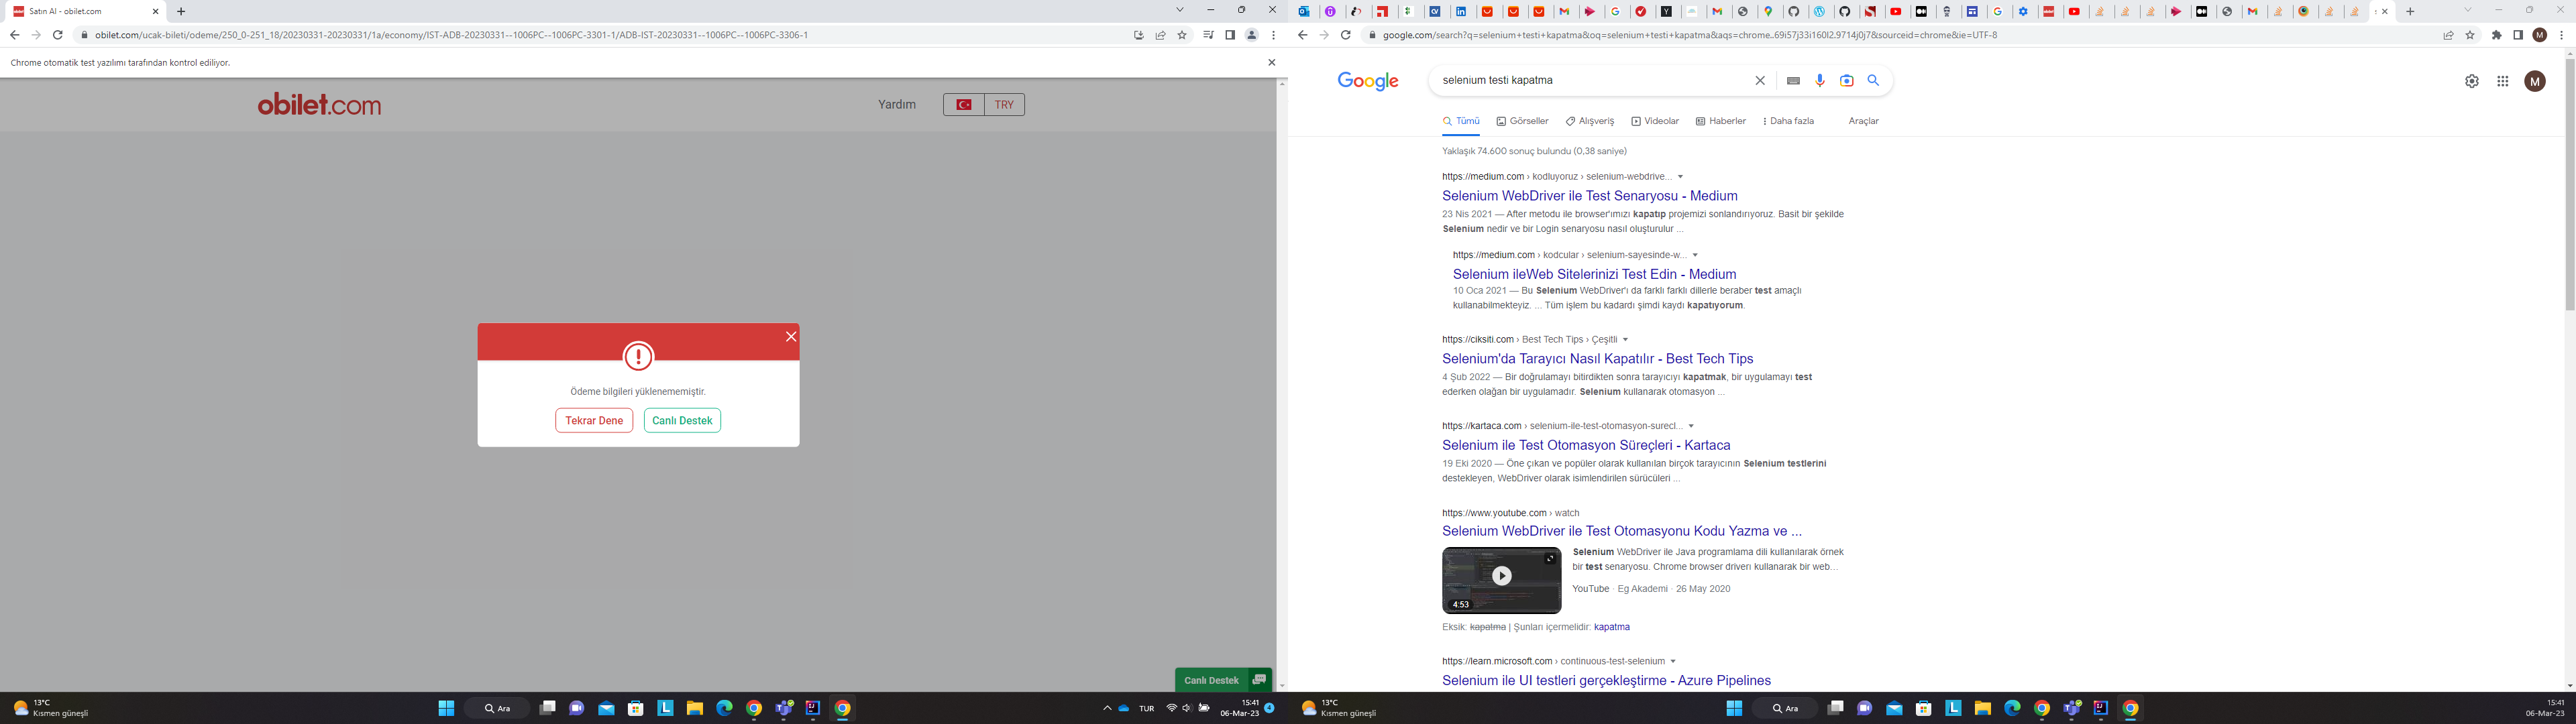 Satın Al - obilet.com
obilet.com/ucak-bileti/odeme/250_0-251_18/20230331-20230331/1a/economy/IST-ADB-20230331--1006PC--1006PC-3301-1/ADB-IST-20230331--1006PC--1006PC-3306-1
Chrome otomatik test yazılımı tarafından kontrol ediliyor.
obilet.com
Yardım
TRY
Ödeme bilgileri yüklenememiştir.
Tekrar Dene
Canlı Destek
Canlı Destek
13°C
Kısmen güneşli
Ara
TUR
15:41
06-Mar-23
4
google.com/search?q=selenium+testi+kapatma&oq=selenium+testi+kapatma&aqs=chrome..69i57j33i160l2.9714j0j7&sourceid=chrome&ie=UTF-8
M
Google
selenium testi kapatma
M
Tümü
Görseller
Alışveriş
Videolar
Haberler
Daha fazla
Araçlar
Yaklaşık 74.600 sonuç bulundu (0,38 saniye)
https://medium.com › kodluyoruz › selenium-webdrive...
Selenium WebDriver ile Test Senaryosu - Medium
23 Nis 2021 — After metodu ile browser'ımızı kapatıp projemizi sonlandırıyoruz. Basit bir şekilde
Selenium nedir ve bir Login senaryosu nasıl oluşturulur ...
https://medium.com › kodcular › selenium-sayesinde-w...
Selenium ileWeb Sitelerinizi Test Edin - Medium
10 Oca 2021 — Bu Selenium WebDriver'ı da farklı farklı dillerle beraber test amaçlı
kullanabilmekteyiz. ... Tüm işlem bu kadardı şimdi kaydı kapatıyorum.
https://ciksiti.com › Best Tech Tips › Çeşitli
Selenium'da Tarayıcı Nasıl Kapatılır - Best Tech Tips
4 Şub 2022 — Bir doğrulamayı bitirdikten sonra tarayıcıyı kapatmak, bir uygulamayı test
ederken olağan bir uygulamadır. Selenium kullanarak otomasyon ...
https://kartaca.com › selenium-ile-test-otomasyon-surecl...
Selenium ile Test Otomasyon Süreçleri - Kartaca
19 Eki 2020 — Öne çıkan ve popüler olarak kullanılan birçok tarayıcının Selenium testlerini
destekleyen, WebDriver olarak isimlendirilen sürücüleri ...
https://www.youtube.com › watch
Selenium WebDriver ile Test Otomasyonu Kodu Yazma ve ...
4:53
Selenium WebDriver ile Java programlama dili kullanılarak örnek
bir test senaryosu. Chrome browser driverı kullanarak bir web...
YouTube · Eg Akademi · 26 May 2020
Eksik: kapatma | Şunları içermelidir: kapatma
https://learn.microsoft.com › continuous-test-selenium
Selenium ile UI testleri gerçekleştirme - Azure Pipelines
13°C
Kısmen güneşli
Ara
15:41
06-Mar-23